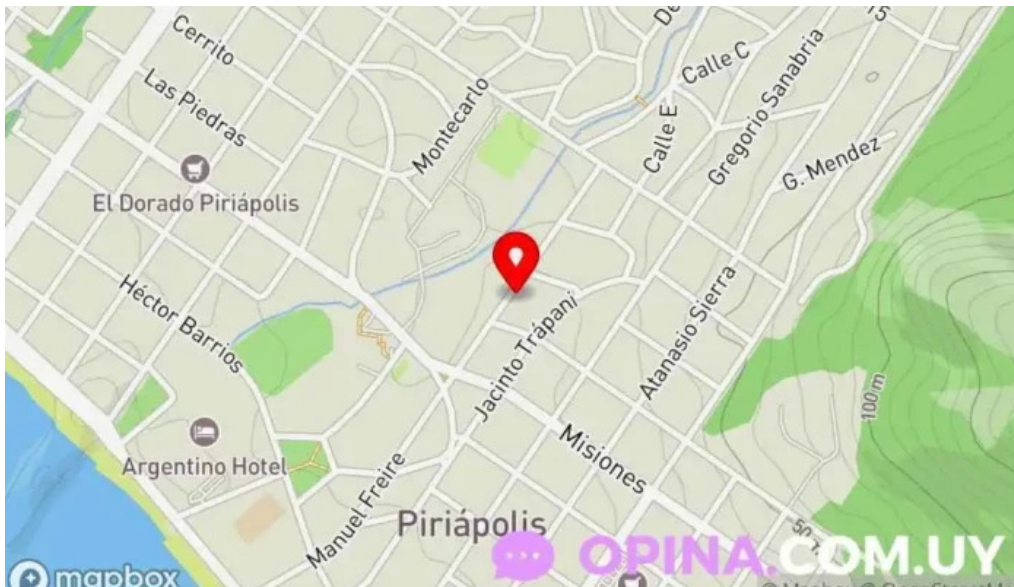 Cerrito
Las Piedras
Montecarlo
Calle C
Calle E
Gregorio Sanabria
15
G. Mendez
El Dorado Piriápolis
Héctor Barrios
Jacinto Trápani
Atanasio Sierra
100 m
Argentino Hotel
Misiones
Manuel Freire
Piriápolis
OPINA.COM.UY
mapbox